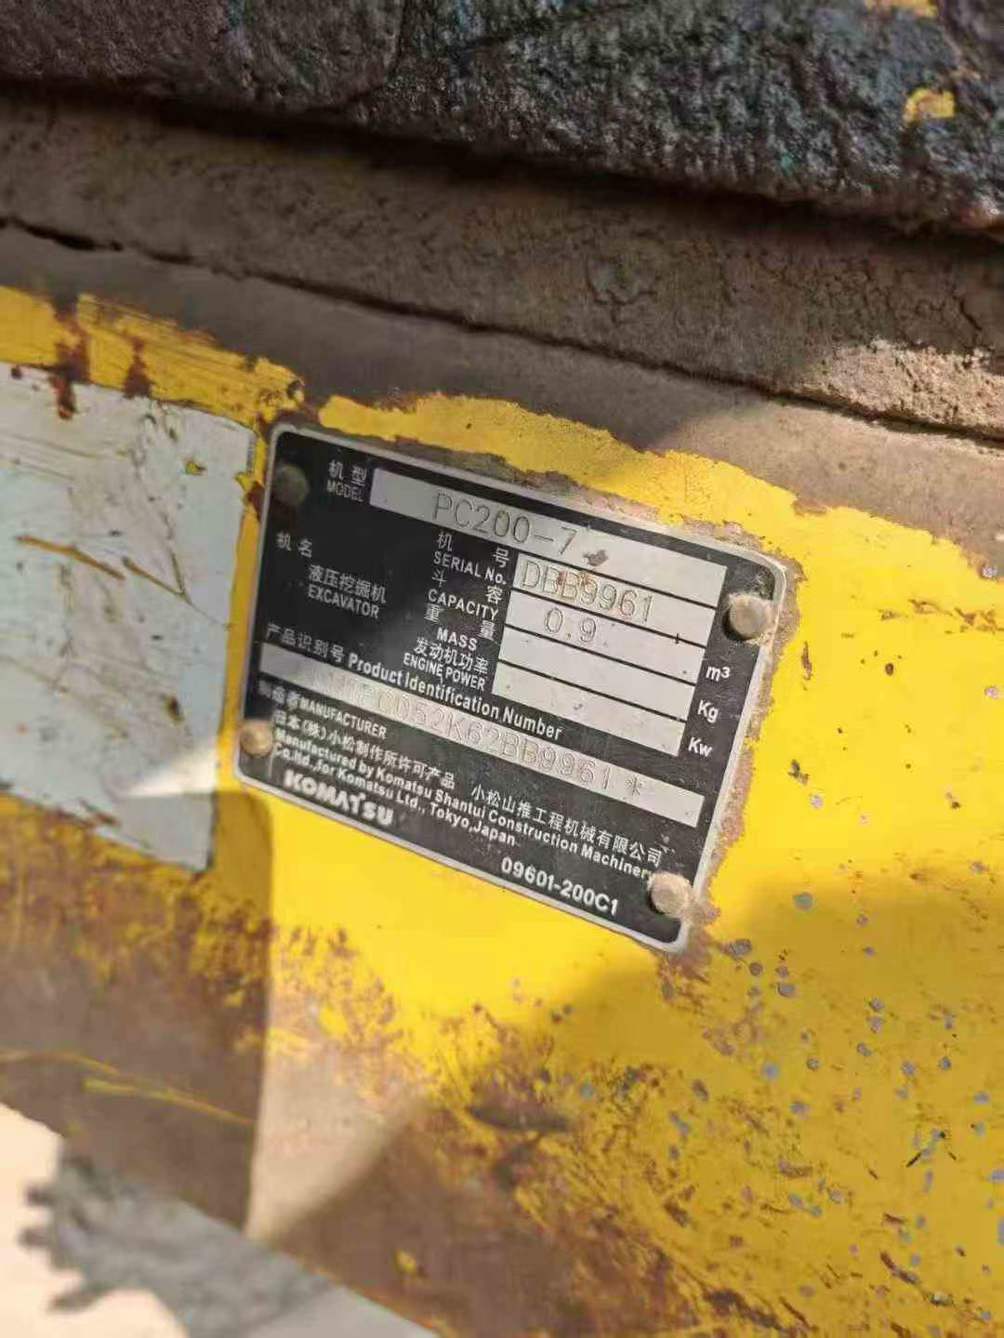 机型 MODEL PC200-7
机名 液压挖掘机 EXCAVATOR
机号 SERIAL No. DBB9961
斗容 CAPACITY 0.9 m³
重量 MASS Kg
发动机功率 ENGINE POWER Kw
产品识别号 Product Identification Number
C052K62BB9961*
制造者 MANUFACTURER
日本(株)小松制作所许可产品 小松山推工程机械有限公司
Manufactured by Komatsu Shantui Construction Machinery
Co.ltd.,for Komatsu Ltd., Tokyo,Japan
KOMATSU
09601-200C1